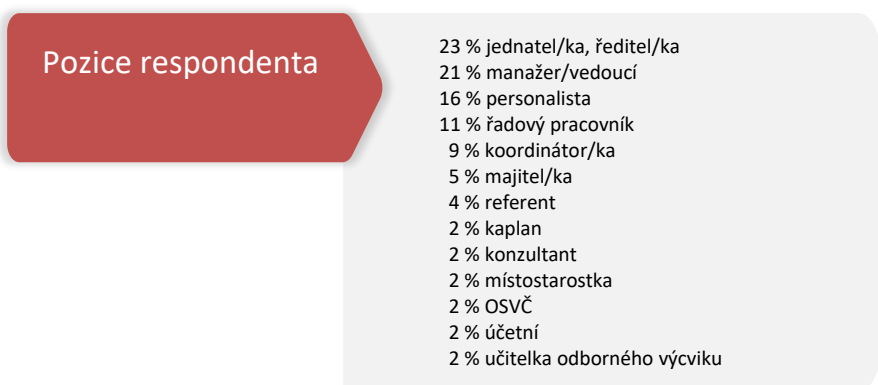 Pozice respondenta
23 % jednatel/ka, ředitel/ka
21 % manažer/vedoucí
16 % personalista
11 % řadový pracovník
9 % koordinátor/ka
5 % majitel/ka
4 % referent
2 % kaplan
2 % konzultant
2 % místostarostka
2 % OSVČ
2 % účetní
2 % učitelka odborného výcviku